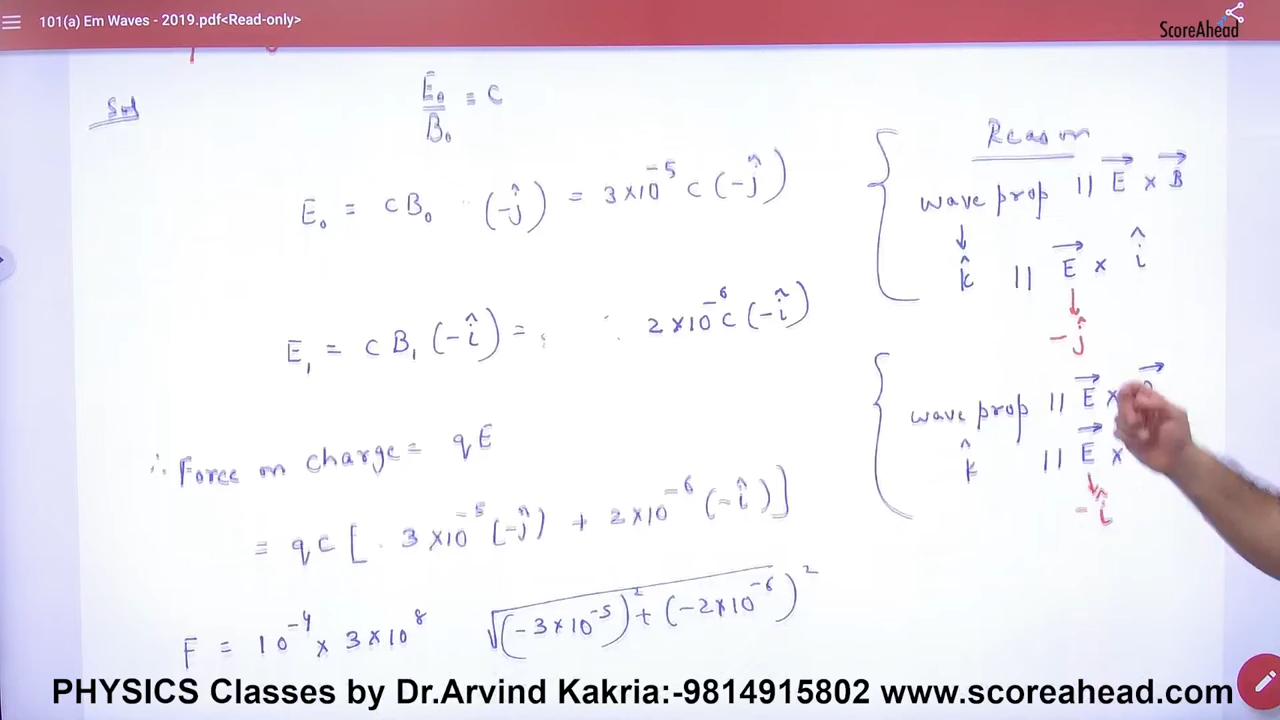 101(a) Em Waves - 2019.pdf<Read-only>
ScoreAhead
Sol
E₀/B₀ = c
E₀ = cB₀ (-ĵ) = 3×10⁻⁵ c (-ĵ)
E₁ = cB₁ (-î) = 2×10⁻⁶ c (-î)
∴ Force on charge = qE
= qc [ 3×10⁻⁵ (-ĵ) + 2×10⁻⁶ (-î) ]
F = 10⁻⁴ × 3×10⁸ √(-3×10⁻⁵)² + (-2×10⁻⁶)²
Reason
wave prop || E⃗ × B⃗
↓
k̂ || E⃗ × î
↓
-ĵ
wave prop || E⃗ ×
k̂ || E⃗ ×
↓
-î
PHYSICS Classes by Dr.Arvind Kakria:-9814915802 www.scoreahead.com